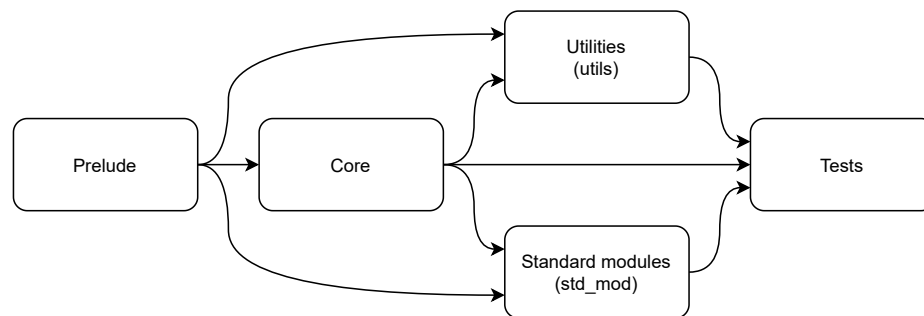 Utilities
(utils)
Prelude
Core
Tests
Standard modules
(std_mod)